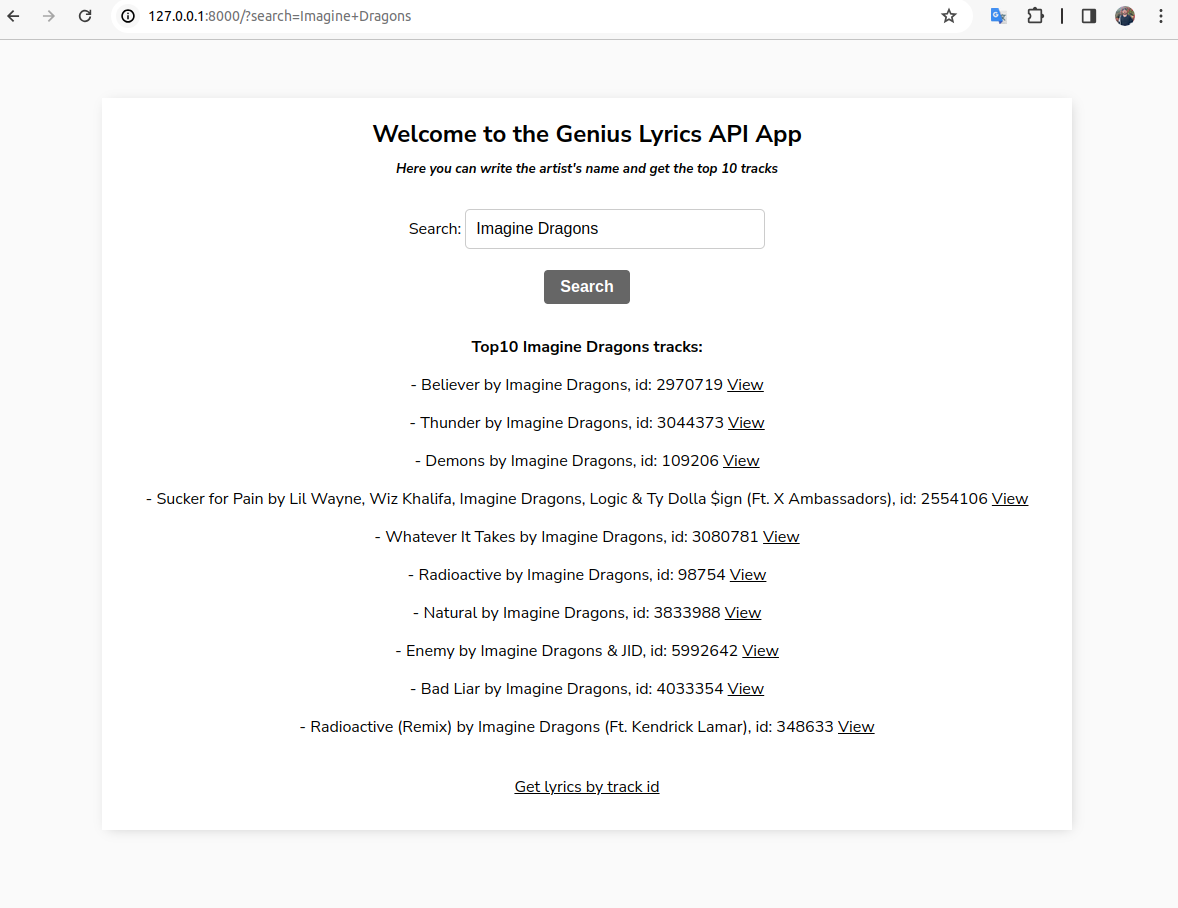 127.0.0.1:8000/?search=Imagine+Dragons
Welcome to the Genius Lyrics API App
Here you can write the artist's name and get the top 10 tracks
Search: Imagine Dragons
Search
Top10 Imagine Dragons tracks:
- Believer by Imagine Dragons, id: 2970719 View
- Thunder by Imagine Dragons, id: 3044373 View
- Demons by Imagine Dragons, id: 109206 View
- Sucker for Pain by Lil Wayne, Wiz Khalifa, Imagine Dragons, Logic & Ty Dolla $ign (Ft. X Ambassadors), id: 2554106 View
- Whatever It Takes by Imagine Dragons, id: 3080781 View
- Radioactive by Imagine Dragons, id: 98754 View
- Natural by Imagine Dragons, id: 3833988 View
- Enemy by Imagine Dragons & JID, id: 5992642 View
- Bad Liar by Imagine Dragons, id: 4033354 View
- Radioactive (Remix) by Imagine Dragons (Ft. Kendrick Lamar), id: 348633 View
Get lyrics by track id